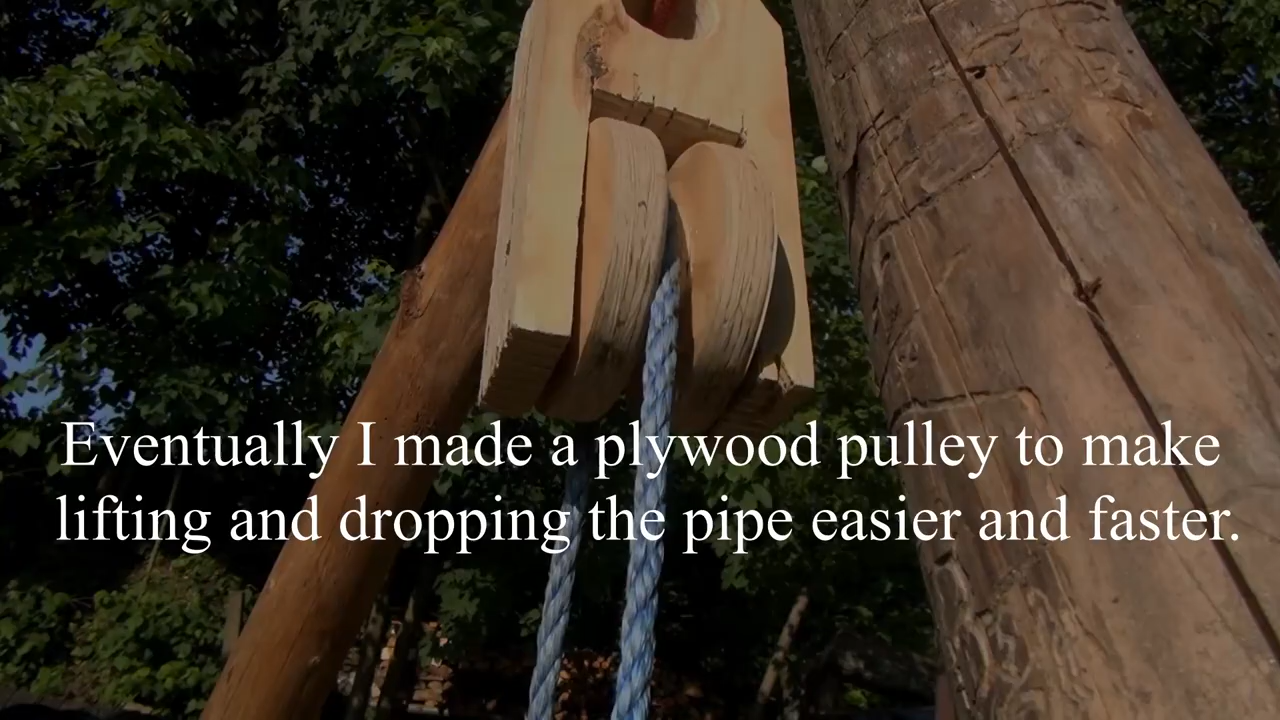 Eventually I made a plywood pulley to make
lifting and dropping the pipe easier and faster.